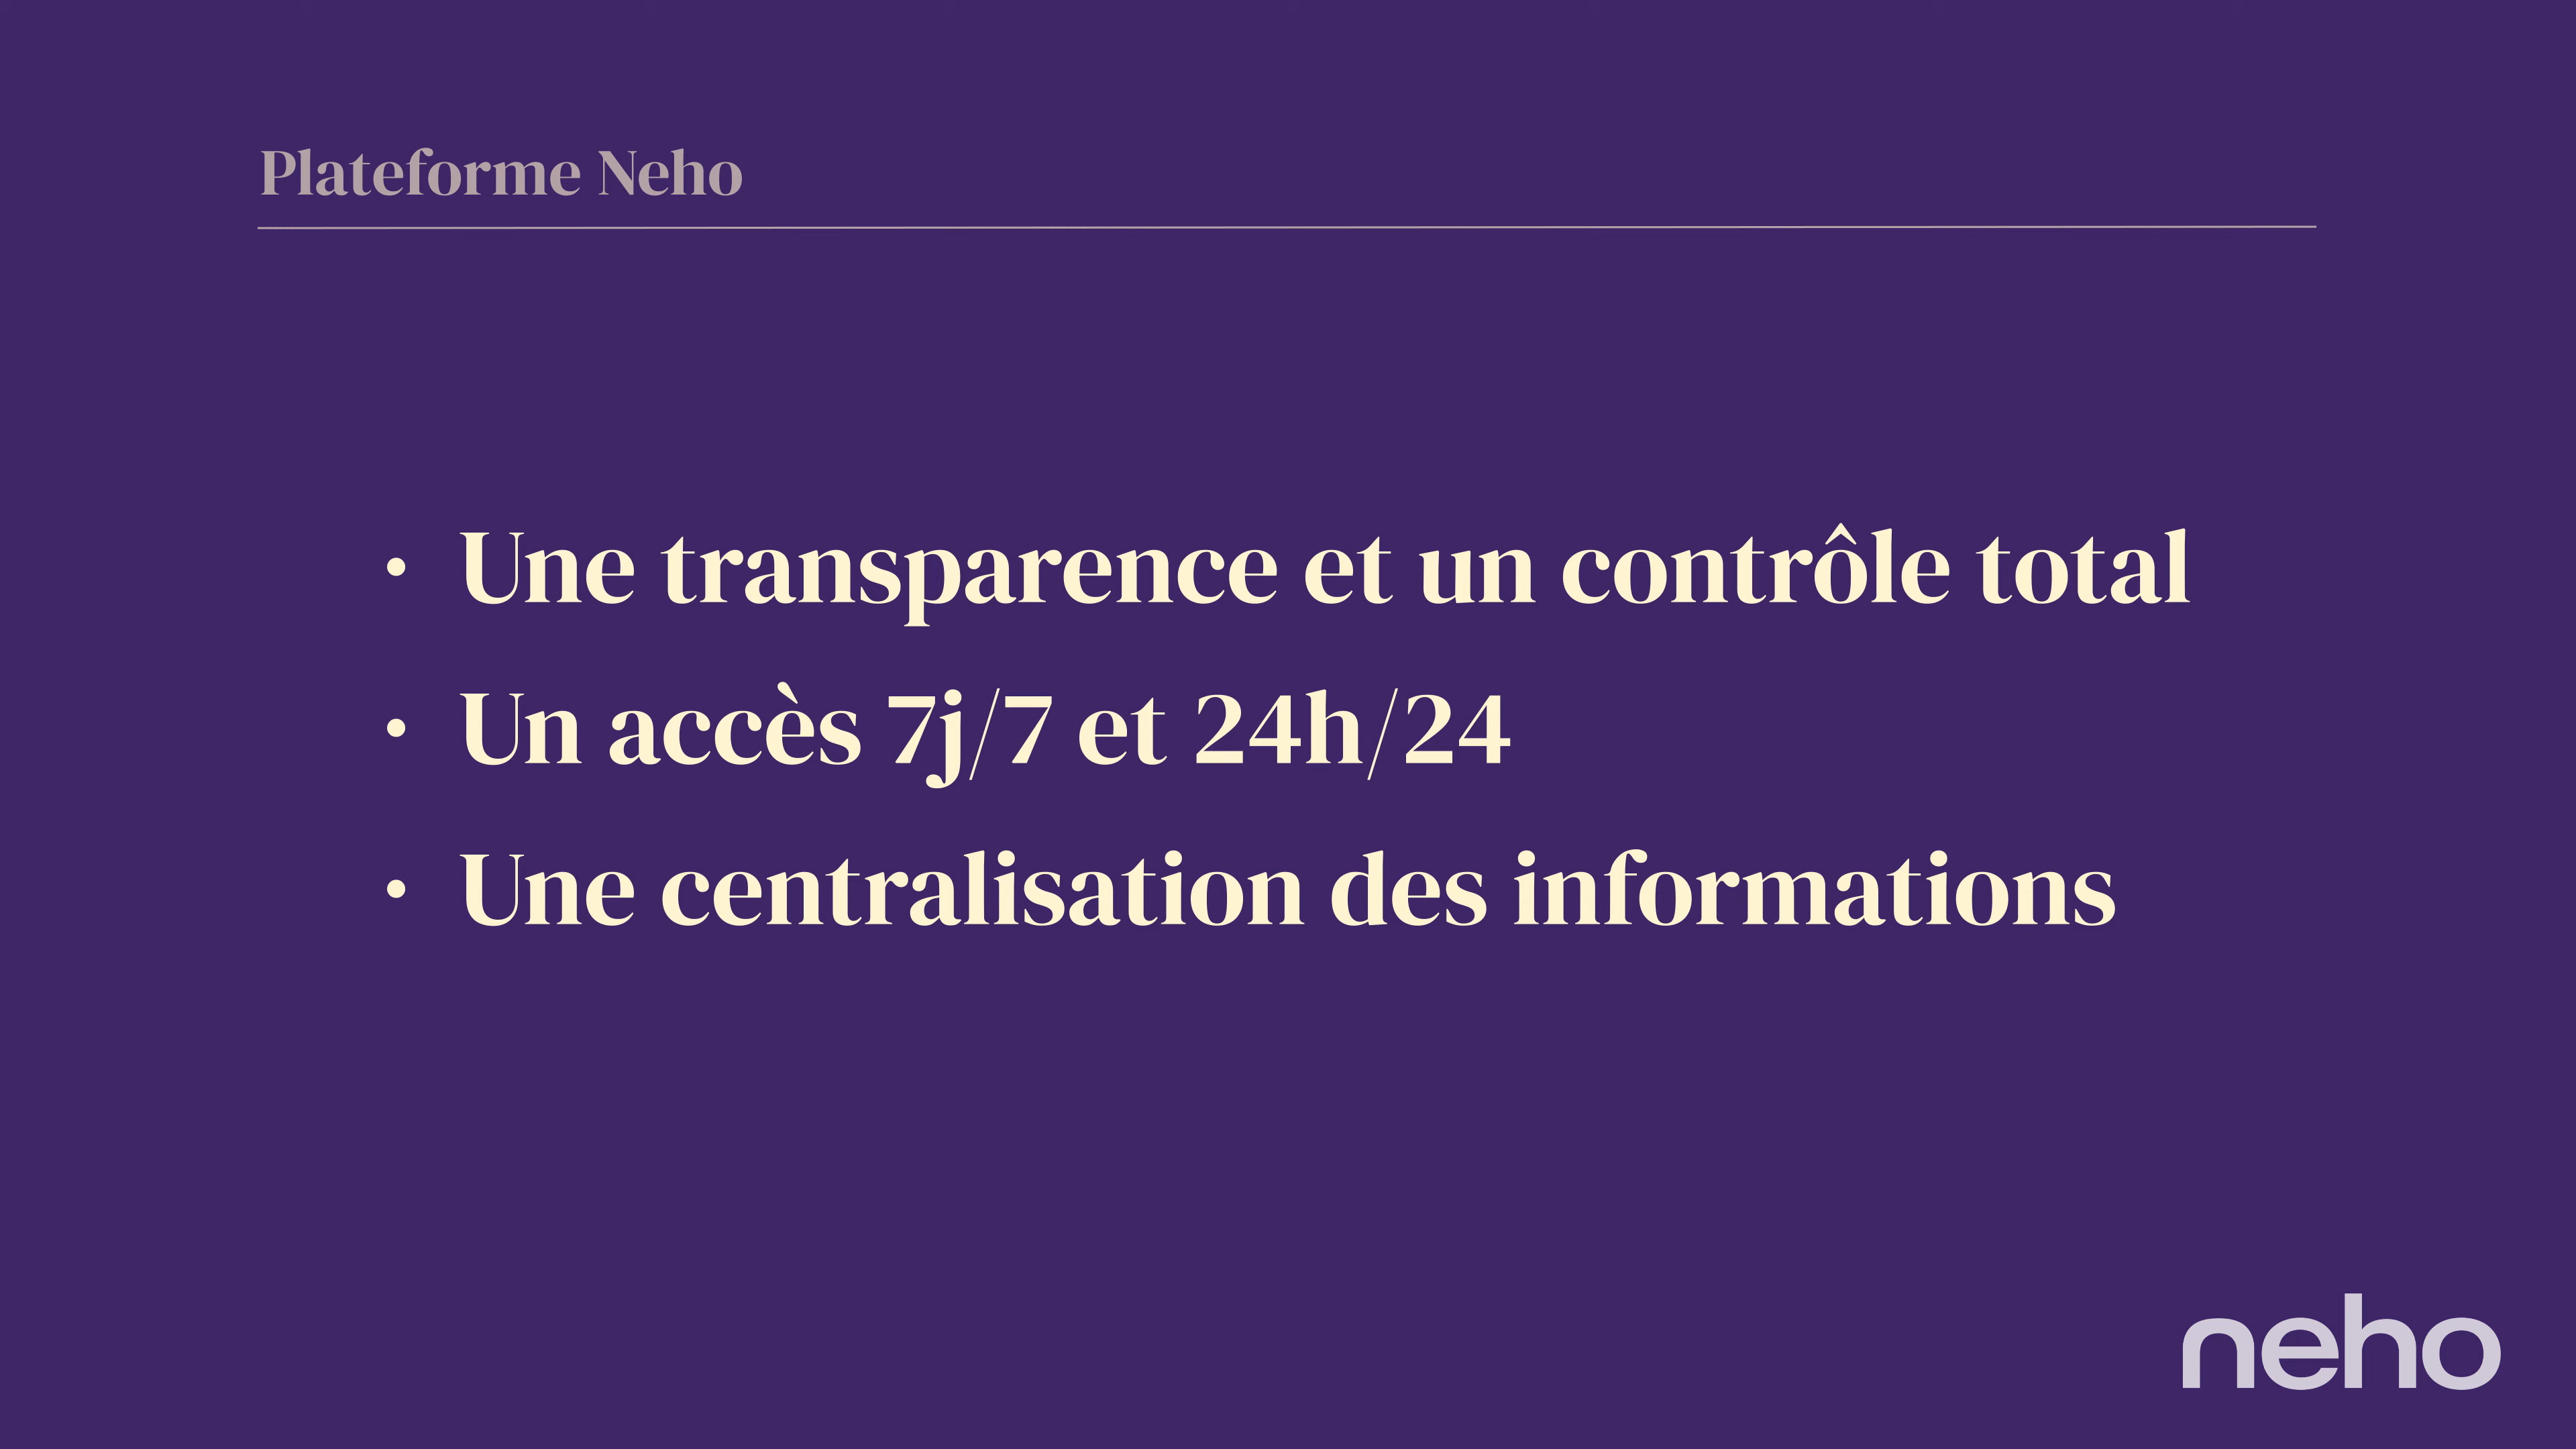 Plateforme Neho
• Une transparence et un contrôle total
• Un accès 7j/7 et 24h/24
• Une centralisation des informations
neho